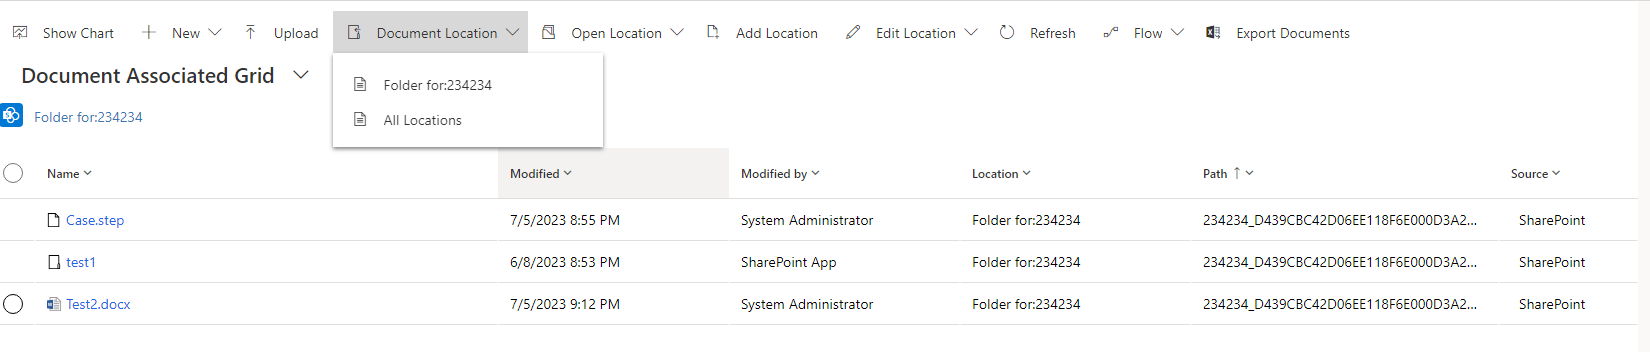 Show Chart New Upload Document Location Open Location Add Location Edit Location Refresh Flow Export Documents
Document Associated Grid
Folder for:234234
All Locations
Folder for:234234
Name Modified Modified by Location Path Source
Case.step 7/5/2023 8:55 PM System Administrator Folder for:234234 234234_D439CBC42D06EE118F6E000D3A2... SharePoint
test1 6/8/2023 8:53 PM SharePoint App Folder for:234234 234234_D439CBC42D06EE118F6E000D3A2... SharePoint
Test2.docx 7/5/2023 9:12 PM System Administrator Folder for:234234 234234_D439CBC42D06EE118F6E000D3A2... SharePoint